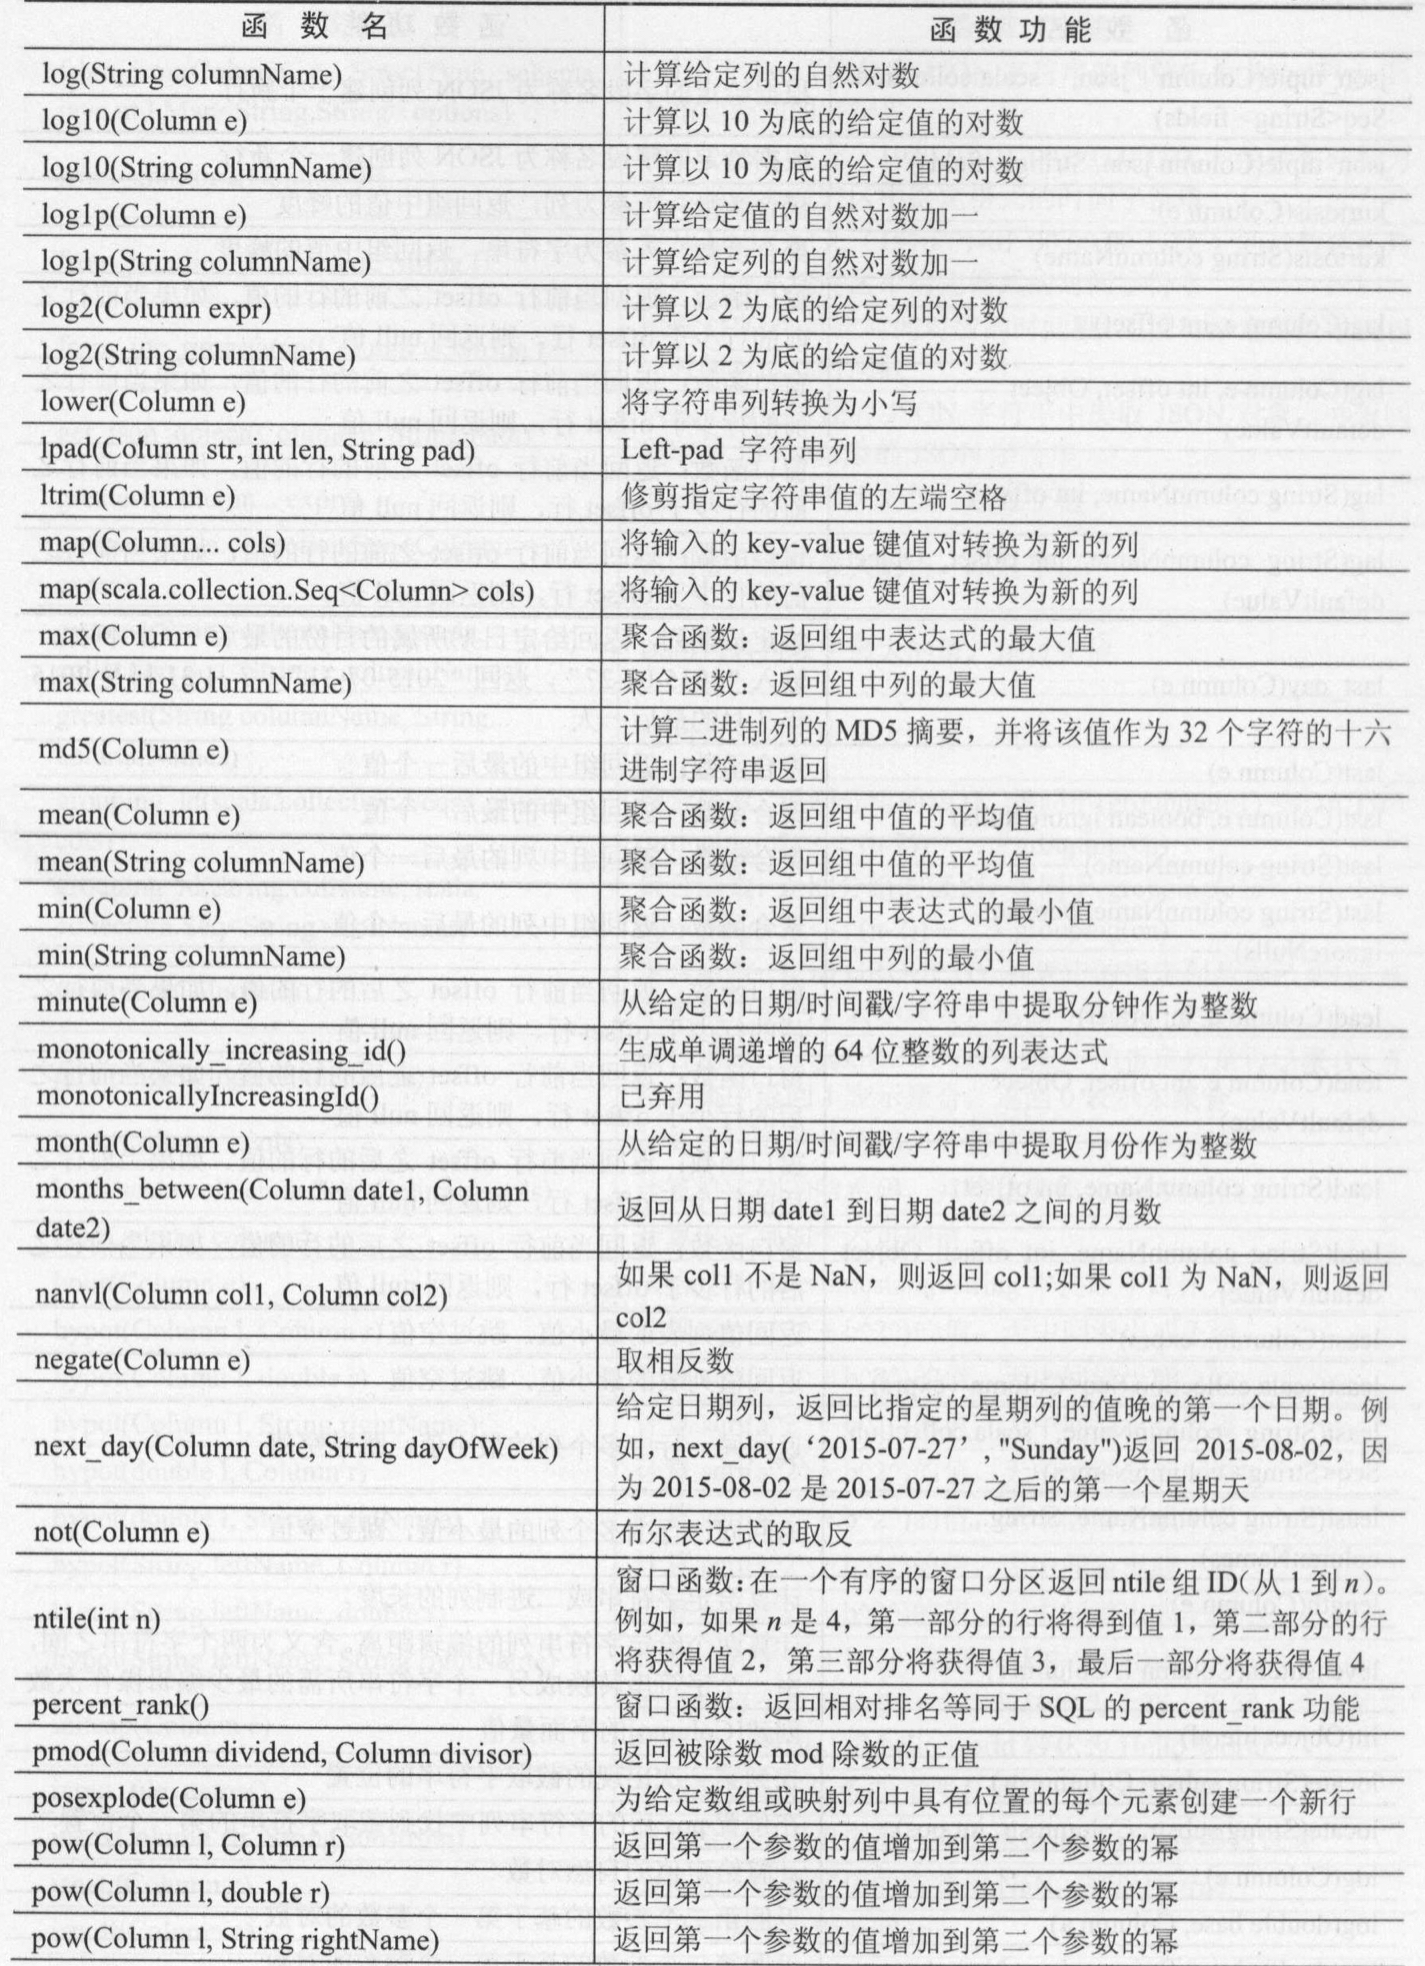 函 数 名 函 数 功 能
log(String columnName) 计算给定列的自然对数
log10(Column e) 计算以 10 为底的给定值的对数
log10(String columnName) 计算以 10 为底的给定值的对数
log1p(Column e) 计算给定值的自然对数加一
log1p(String columnName) 计算给定列的自然对数加一
log2(Column expr) 计算以 2 为底的给定列的对数
log2(String columnName) 计算以 2 为底的给定值的对数
lower(Column e) 将字符串列转换为小写
lpad(Column str, int len, String pad) Left-pad 字符串列
ltrim(Column e) 修剪指定字符串值的左端空格
map(Column... cols) 将输入的 key-value 键值对转换为新的列
map(scala.collection.Seq<Column> cols) 将输入的 key-value 键值对转换为新的列
max(Column e) 聚合函数：返回组中表达式的最大值
max(String columnName) 聚合函数：返回组中列的最大值
md5(Column e) 计算二进制列的 MD5 摘要，并将该值作为 32 个字符的十六
进制字符串返回
mean(Column e) 聚合函数：返回组中值的平均值
mean(String columnName) 聚合函数：返回组中值的平均值
min(Column e) 聚合函数：返回组中表达式的最小值
min(String columnName) 聚合函数：返回组中列的最小值
minute(Column e) 从给定的日期/时间戳/字符串中提取分钟作为整数
monotonically_increasing_id() 生成单调递增的 64 位整数的列表达式
monotonicallyIncreasingId() 已弃用
month(Column e) 从给定的日期/时间戳/字符串中提取月份作为整数
months_between(Column date1, Column
date2) 返回从日期 date1 到日期 date2 之间的月数
nanvl(Column col1, Column col2) 如果 col1 不是 NaN，则返回 col1;如果 col1 为 NaN，则返回
col2
negate(Column e) 取相反数
next_day(Column date, String dayOfWeek) 给定日期列，返回比指定的星期列的值晚的第一个日期。例
如，next_day(‘2015-07-27’, "Sunday")返回 2015-08-02，因
为 2015-08-02 是 2015-07-27 之后的第一个星期天
not(Column e) 布尔表达式的取反
ntile(int n) 窗口函数：在一个有序的窗口分区返回 ntile 组 ID（从 1 到 n）。
例如，如果 n 是 4，第一部分的行将得到值 1，第二部分的行
将获得值 2，第三部分将获得值 3，最后一部分将获得值 4
percent_rank() 窗口函数：返回相对排名等同于 SQL 的 percent_rank 功能
pmod(Column dividend, Column divisor) 返回被除数 mod 除数的正值
posexplode(Column e) 为给定数组或映射列中具有位置的每个元素创建一个新行
pow(Column l, Column r) 返回第一个参数的值增加到第二个参数的幂
pow(Column l, double r) 返回第一个参数的值增加到第二个参数的幂
pow(Column l, String rightName) 返回第一个参数的值增加到第二个参数的幂